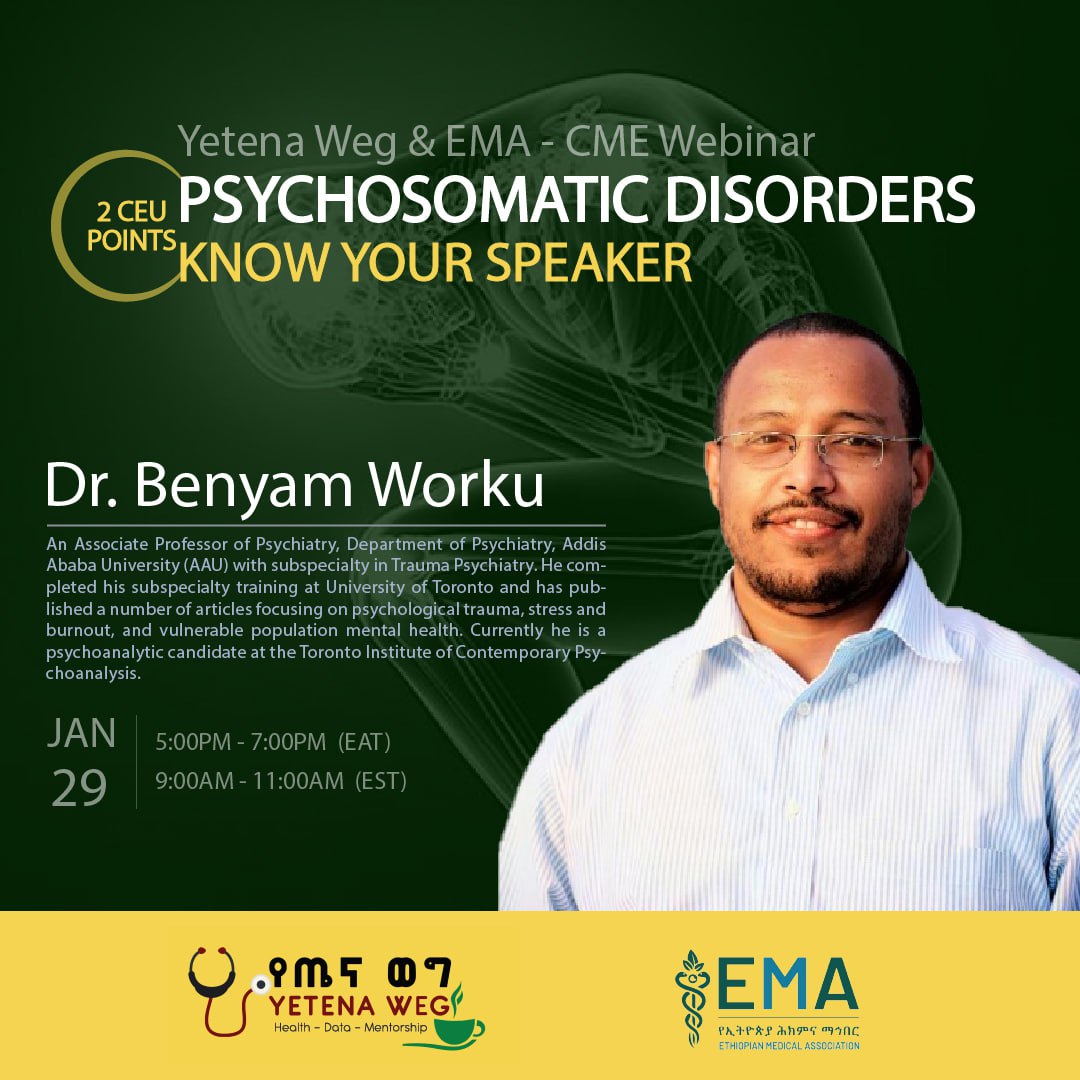 Yetena Weg & EMA - CME Webinar
2 CEU
POINTS
PSYCHOSOMATIC DISORDERS
KNOW YOUR SPEAKER
Dr. Benyam Worku
An Associate Professor of Psychiatry, Department of Psychiatry, Addis
Ababa University (AAU) with subspecialty in Trauma Psychiatry. He com-
pleted his subspecialty training at University of Toronto and has pub-
lished a number of articles focusing on psychological trauma, stress and
burnout, and vulnerable population mental health. Currently he is a
psychoanalytic candidate at the Toronto Institute of Contemporary Psy-
choanalysis.
JAN
29
5:00PM - 7:00PM (EAT)
9:00AM - 11:00AM (EST)
የጤና ወግ
YETENA WEG
Health – Data – Mentorship
EMA
የኢትዮጵያ ሕክምና ማኅበር
ETHIOPIAN MEDICAL ASSOCIATION